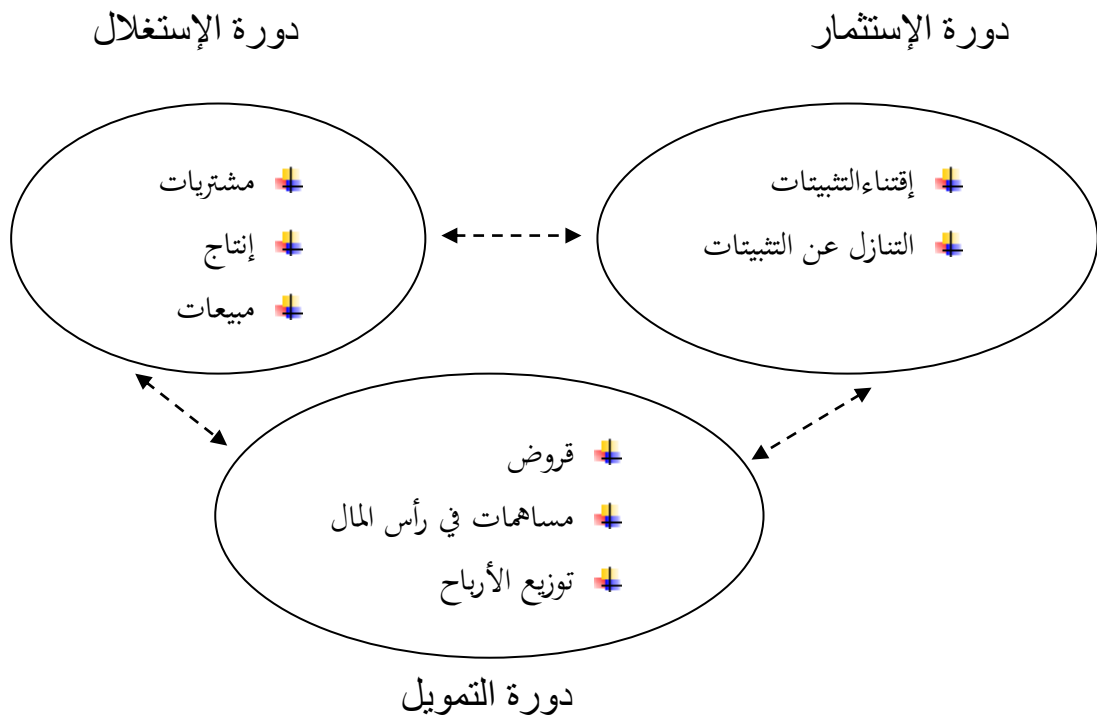 دورة الإستثمار
دورة الإستغلال
إقتناءالتثبيتات
التنازل عن التثبيتات
مشتريات
إنتاج
مبيعات
قروض
مساهمات في رأس المال
توزيع الأرباح
دورة التمويل